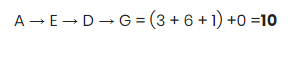 A → E → D → G = (3 + 6 + 1) +0 =10